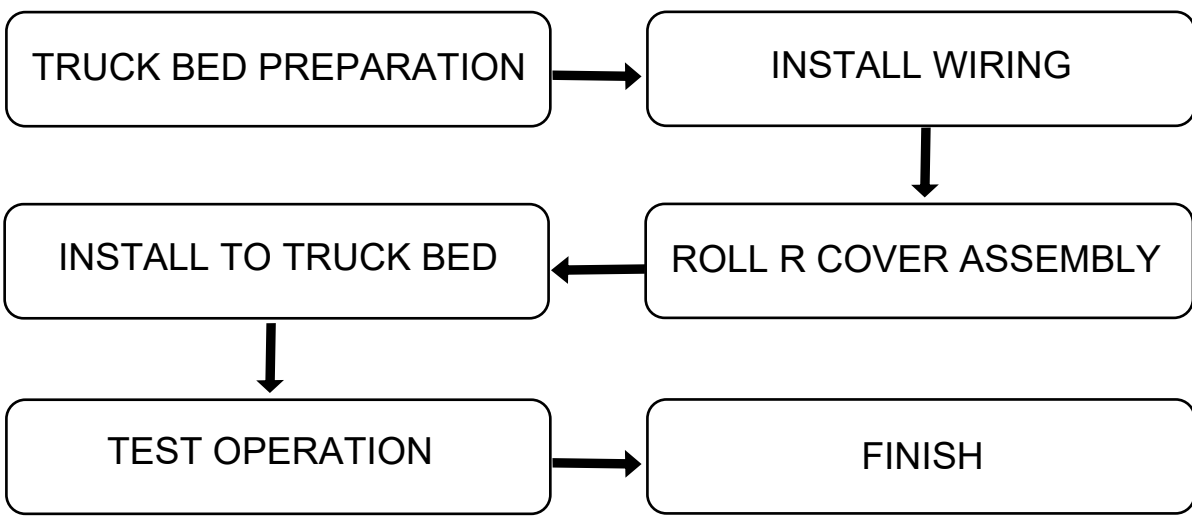 TRUCK BED PREPARATION
INSTALL WIRING
ROLL R COVER ASSEMBLY
INSTALL TO TRUCK BED
TEST OPERATION
FINISH